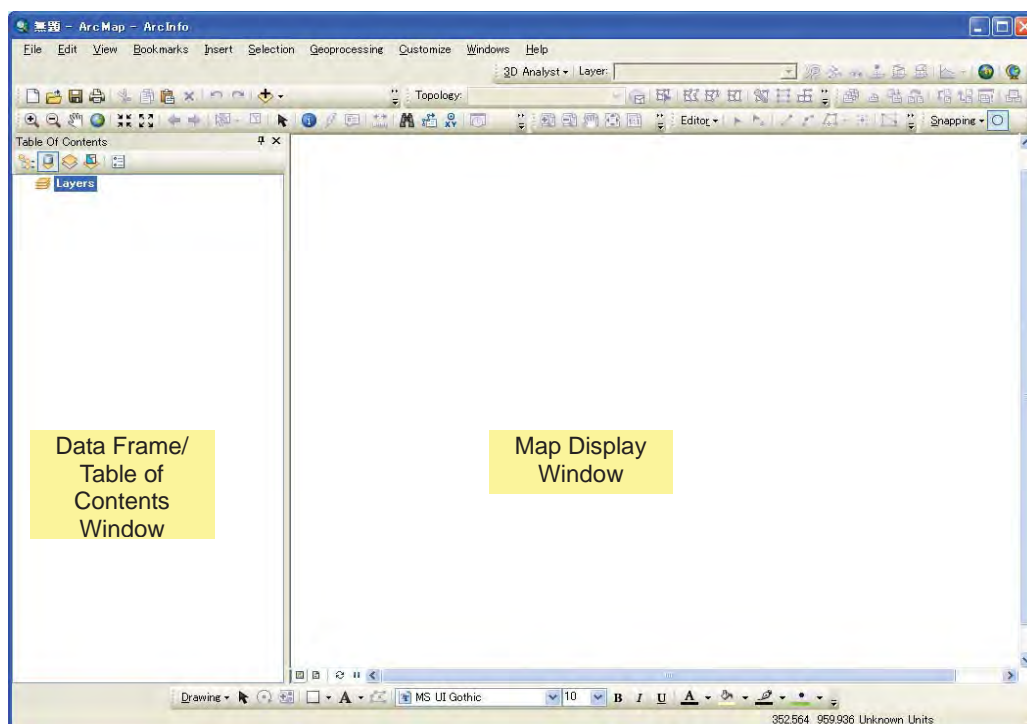 無題 - ArcMap - ArcInfo
File Edit View Bookmarks Insert Selection Geoprocessing Customize Windows Help
3D Analyst Layer:
Topology:
Editor Snapping
Table Of Contents
Layers
Data Frame/
Table of
Contents
Window
Map Display
Window
Drawing A MS UI Gothic 10 B I U A
352.564 959.936 Unknown Units